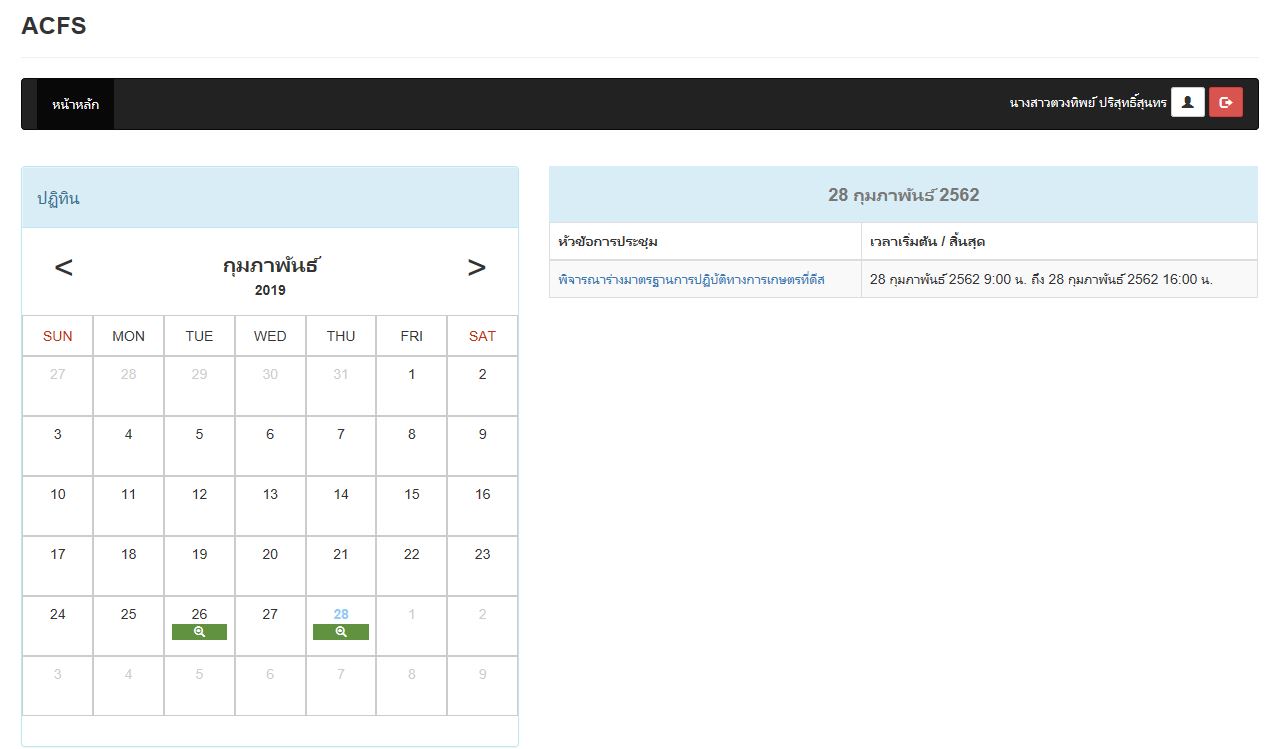 ACFS
หน้าหลัก
นางสาวดวงทิพย์ ปริสุทธิ์สุนทร
ปฏิทิน
< กุมภาพันธ์ >
2019
SUN MON TUE WED THU FRI SAT
27 28 29 30 31 1 2
3 4 5 6 7 8 9
10 11 12 13 14 15 16
17 18 19 20 21 22 23
24 25 26 27 28 1 2
3 4 5 6 7 8 9
28 กุมภาพันธ์ 2562
หัวข้อการประชุม เวลาเริ่มต้น / สิ้นสุด
พิจารณาร่างมาตรฐานการปฏิบัติทางการเกษตรที่ดีส 28 กุมภาพันธ์ 2562 9:00 น. ถึง 28 กุมภาพันธ์ 2562 16:00 น.